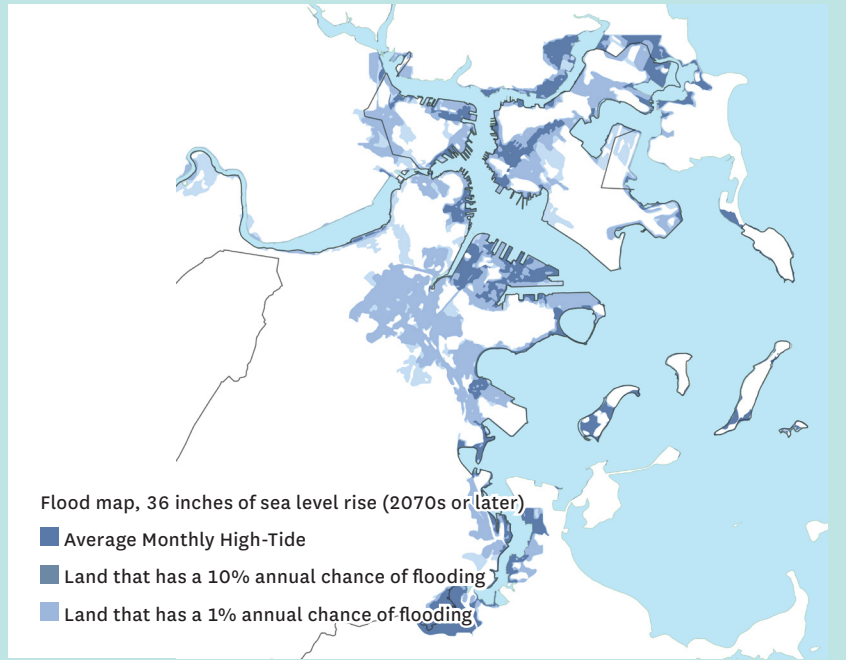 Flood map, 36 inches of sea level rise (2070s or later)
Average Monthly High-Tide
Land that has a 10% annual chance of flooding
Land that has a 1% annual chance of flooding